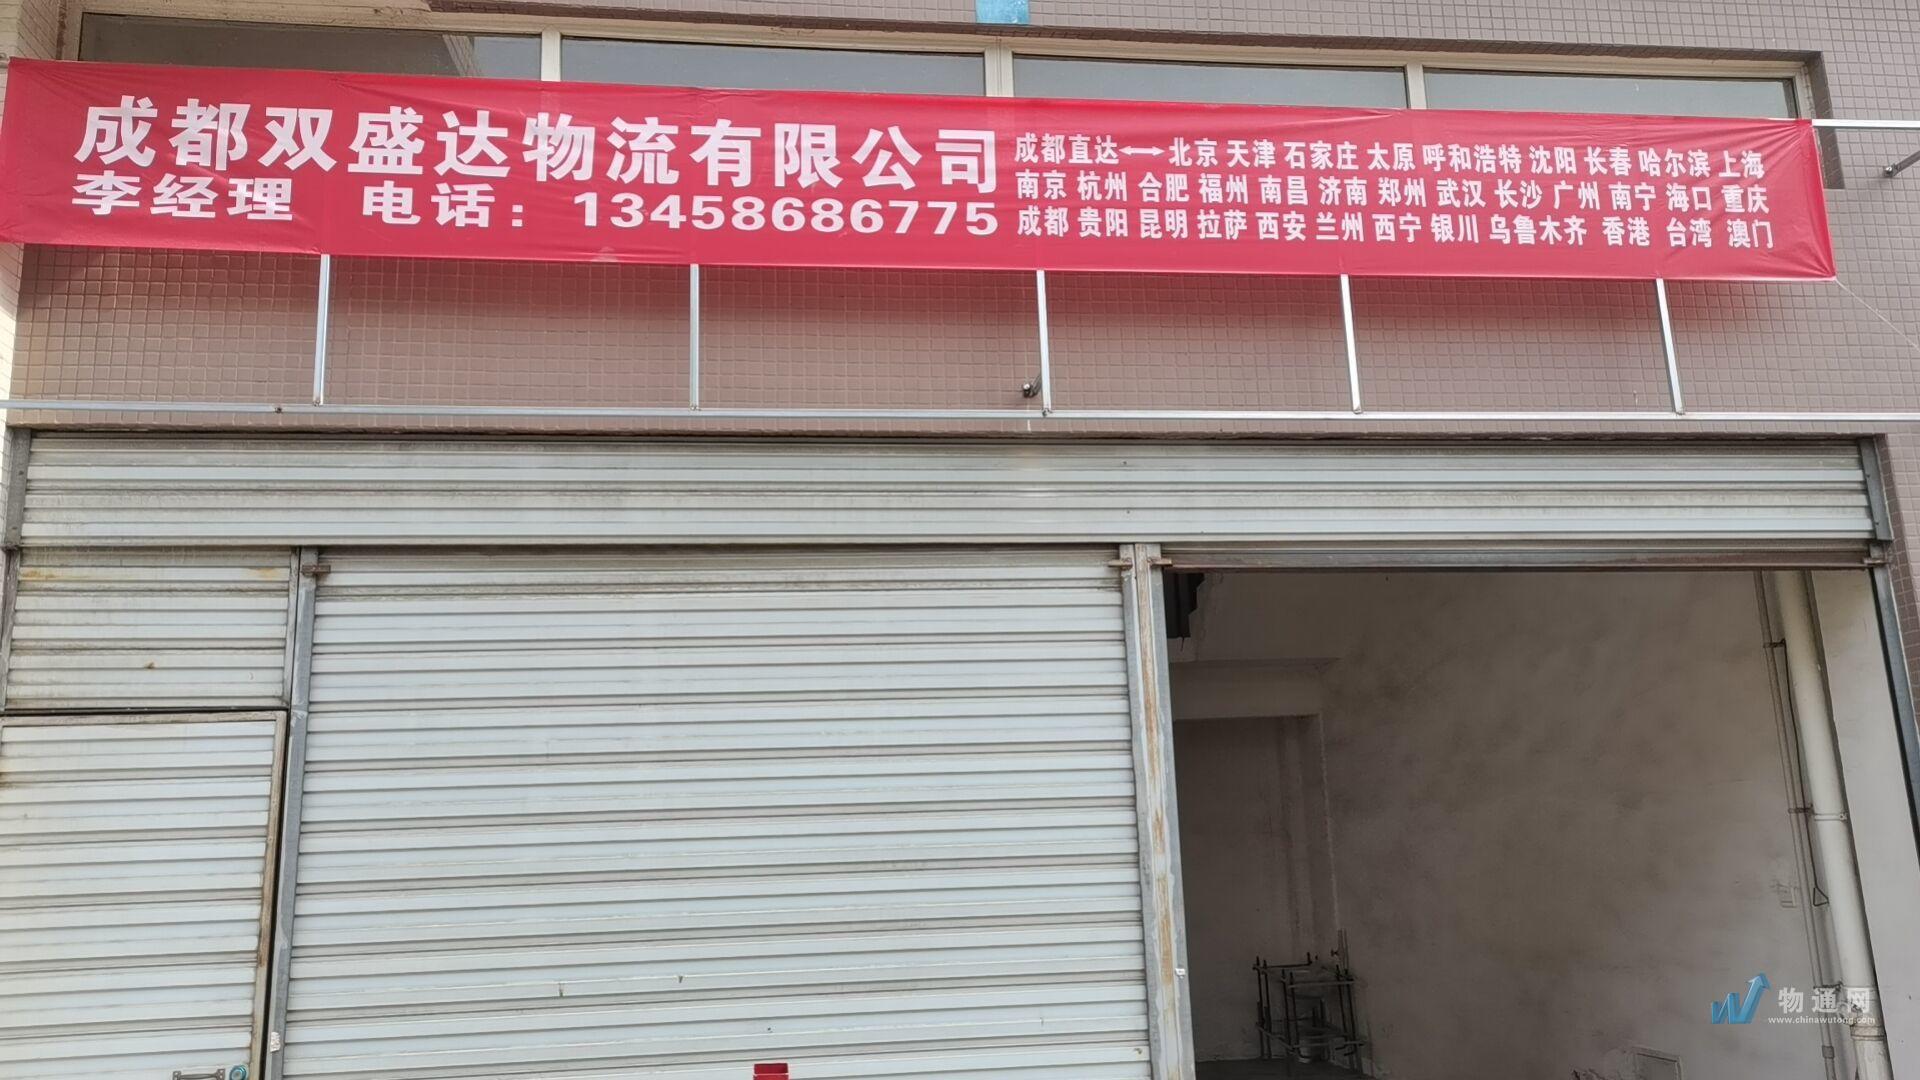 成都双盛达物流有限公司
李经理 电话：13458686775
成都直达↔北京 天津 石家庄 太原 呼和浩特 沈阳 长春 哈尔滨 上海
南京 杭州 合肥 福州 南昌 济南 郑州 武汉 长沙 广州 南宁 海口 重庆
成都 贵阳 昆明 拉萨 西安 兰州 西宁 银川 乌鲁木齐 香港 台湾 澳门
物通网
www.chinawutong.com